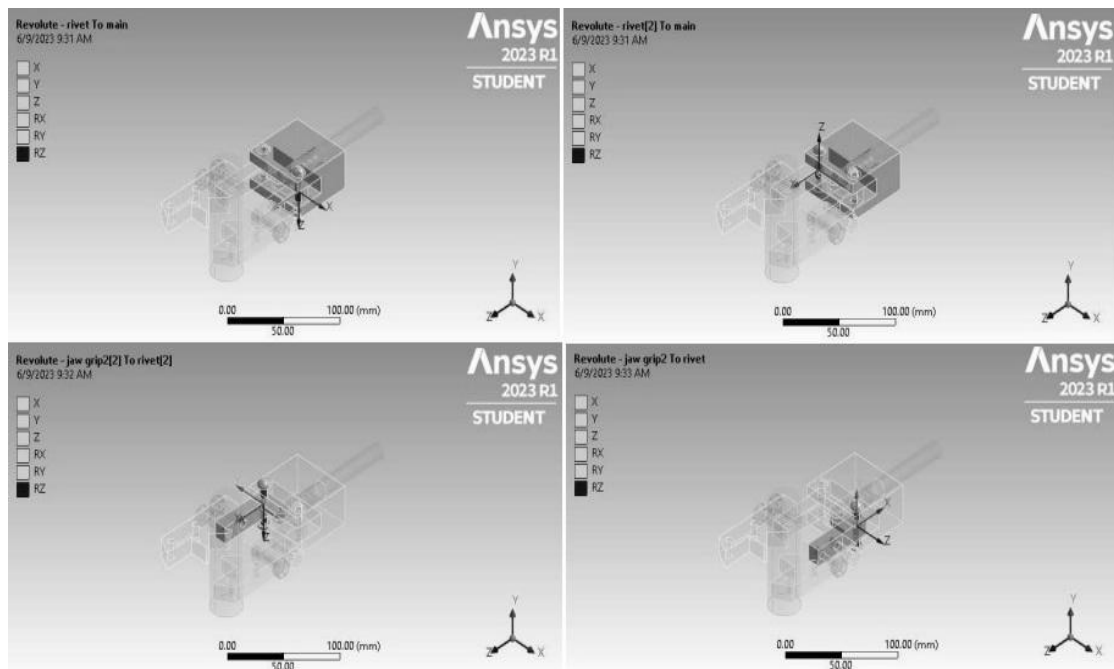 Revolute - rivet To main
6/9/2023 9:31 AM
X
Y
Z
RX
RY
RZ
Ansys
2023 R1
STUDENT
Z
X
Y
Z
X
0.00
100.00 (mm)
50.00
Revolute - rivet[2] To main
6/9/2023 9:31 AM
X
Y
Z
RX
RY
RZ
Ansys
2023 R1
STUDENT
Z
X
Y
Z
X
0.00
100.00 (mm)
50.00
Revolute - jaw grip2[2] To rivet[2]
6/9/2023 9:32 AM
X
Y
Z
RX
RY
RZ
Ansys
2023 R1
STUDENT
X
Z
Y
Z
X
0.00
100.00 (mm)
50.00
Revolute - jaw grip2 To rivet
6/9/2023 9:33 AM
X
Y
Z
RX
RY
RZ
Ansys
2023 R1
STUDENT
X
Z
Y
Z
X
0.00
100.00 (mm)
50.00